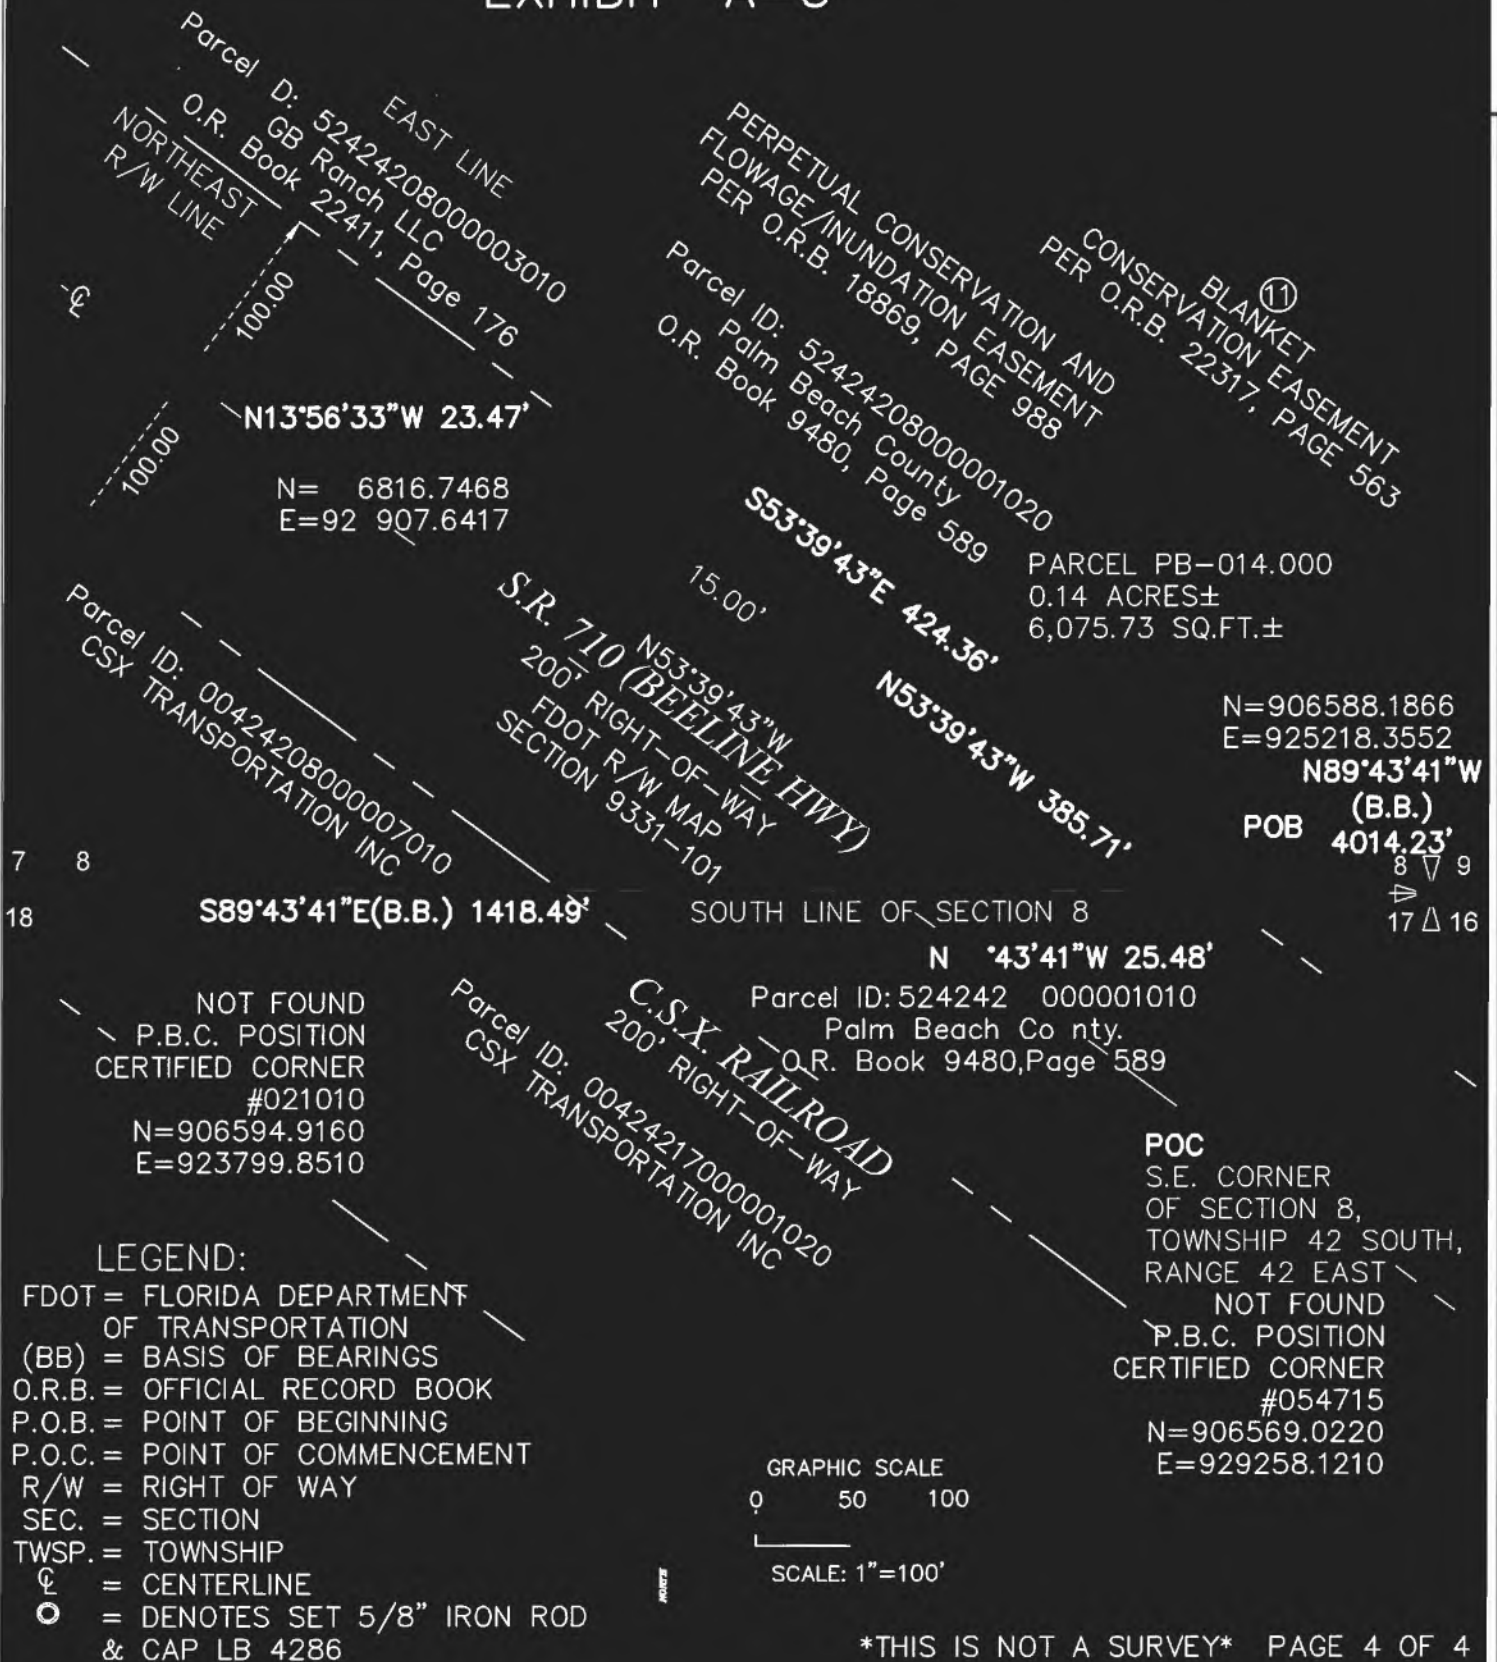 Parcel D: 52424208000003010
GB Ranch LLC
O.R. Book 22411, Page 176
EAST LINE
NORTHEAST
R/W LINE
100.00
100.00
℄
N13°56'33"W 23.47'
N= 6816.7468
E=92 907.6417
PERPETUAL CONSERVATION AND
FLOWAGE/INUNDATION EASEMENT
PER O.R.B. 18869, PAGE 988
Parcel ID: 52424208000001020
Palm Beach County
O.R. Book 9480, Page 589
11
BLANKET
CONSERVATION EASEMENT
PER O.R.B. 22317, PAGE 563
S53°39'43"E 424.36'
15.00'
PARCEL PB-014.000
0.14 ACRES±
6,075.73 SQ.FT.±
S.R. 710 (BEELINE HWY)
N53°39'43"W
200' RIGHT-OF-WAY
FDOT R/W MAP
SECTION 9331-101
N53°39'43"W 385.71'
N=906588.1866
E=925218.3552
N89°43'41"W
(B.B.)
4014.23'
POB
8 9
17 16
Parcel ID: 00424208000007010
CSX TRANSPORTATION INC
7 8
18
S89°43'41"E(B.B.) 1418.49'
SOUTH LINE OF SECTION 8
N °43'41"W 25.48'
Parcel ID: 524242 000001010
Palm Beach Co nty.
O.R. Book 9480,Page 589
NOT FOUND
P.B.C. POSITION
CERTIFIED CORNER
#021010
N=906594.9160
E=923799.8510
C.S.X. RAILROAD
200' RIGHT-OF-WAY
Parcel ID: 00424217000001020
CSX TRANSPORTATION INC
POC
S.E. CORNER
OF SECTION 8,
TOWNSHIP 42 SOUTH,
RANGE 42 EAST
NOT FOUND
P.B.C. POSITION
CERTIFIED CORNER
#054715
N=906569.0220
E=929258.1210
LEGEND:
FDOT = FLORIDA DEPARTMENT
OF TRANSPORTATION
(BB) = BASIS OF BEARINGS
O.R.B. = OFFICIAL RECORD BOOK
P.O.B. = POINT OF BEGINNING
P.O.C. = POINT OF COMMENCEMENT
R/W = RIGHT OF WAY
SEC. = SECTION
TWSP. = TOWNSHIP
℄ = CENTERLINE
= DENOTES SET 5/8" IRON ROD
& CAP LB 4286
GRAPHIC SCALE
0 50 100
SCALE: 1"=100'
NORTH
*THIS IS NOT A SURVEY* PAGE 4 OF 4